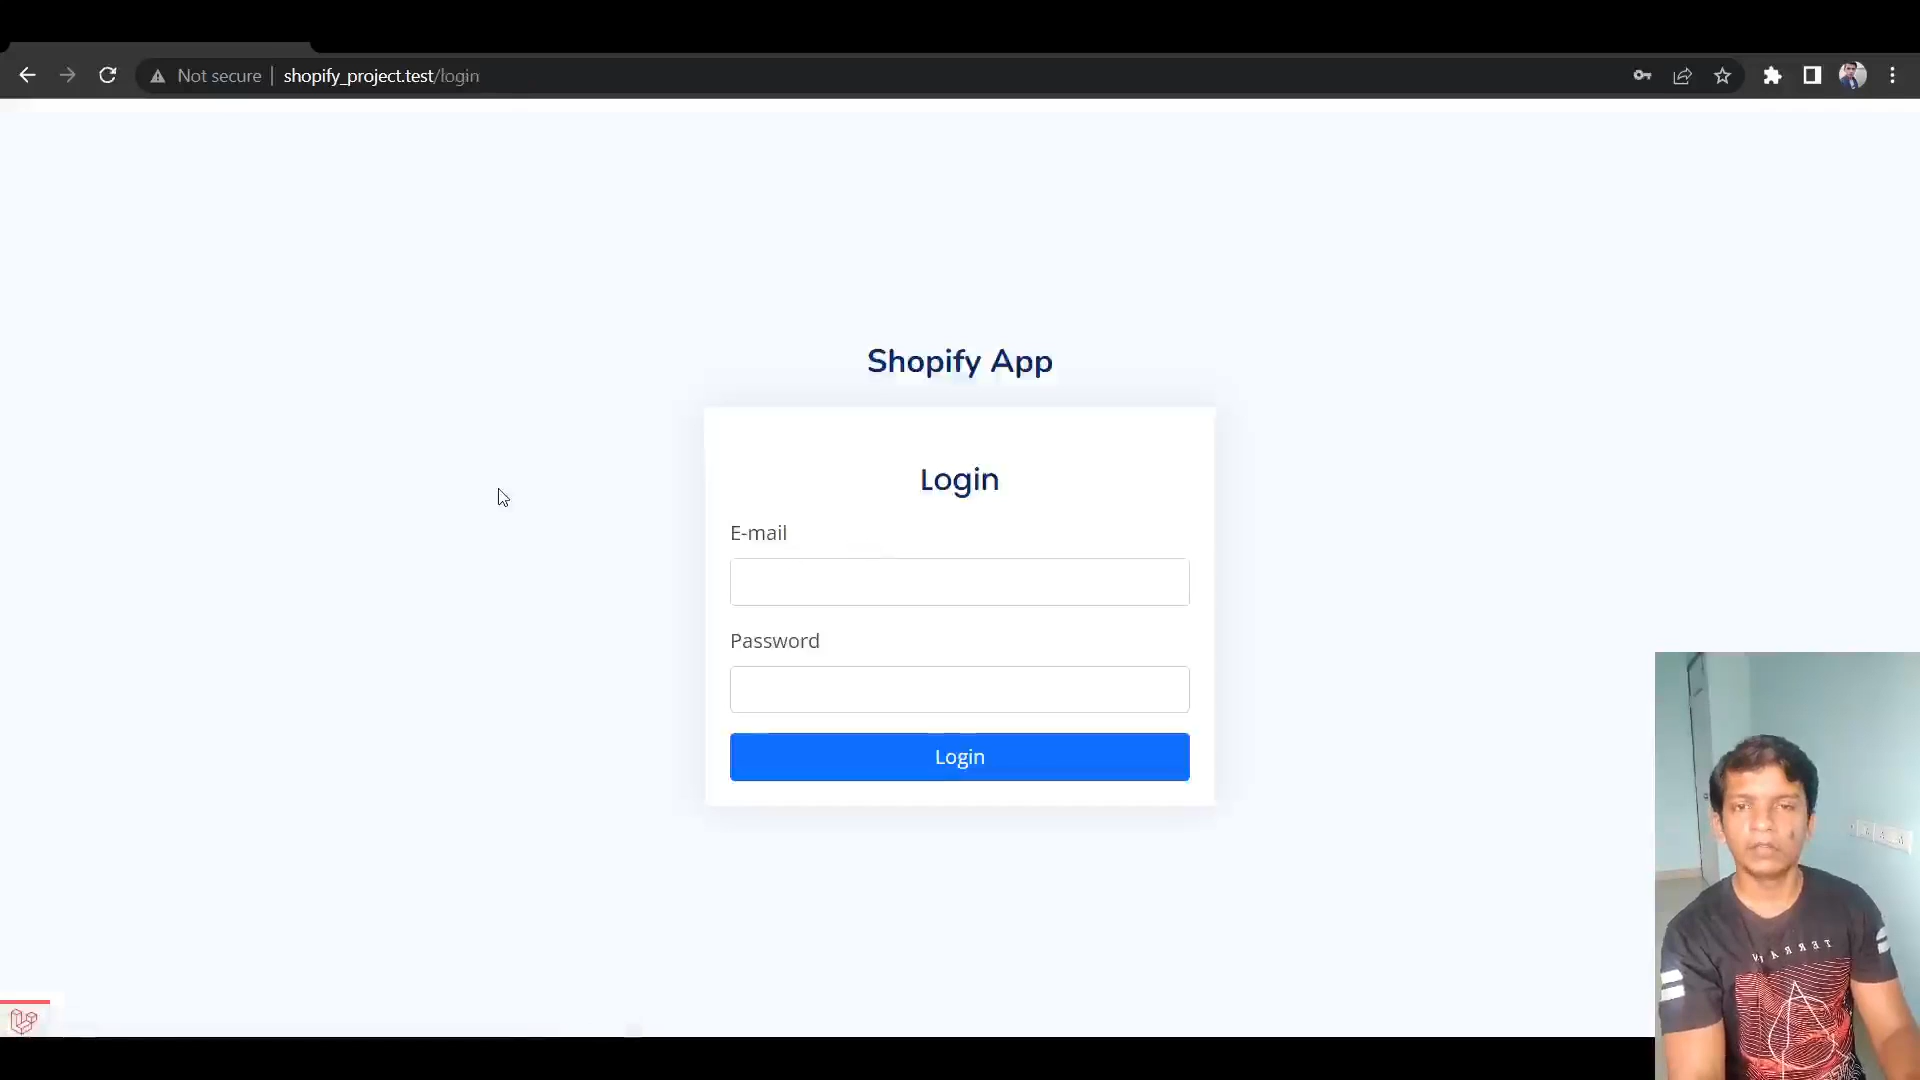 Not secure | shopify_project.test/login
Shopify App
Login
E-mail
Password
Login